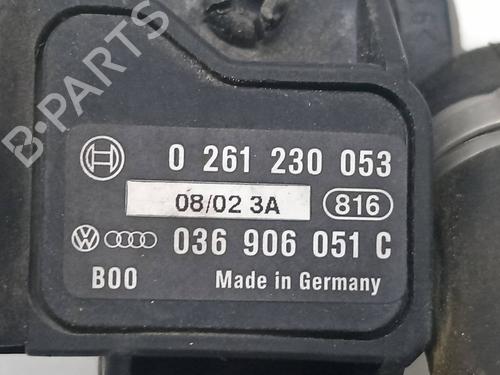 B-PARTS
0 261 230 053
08/02 3A 816
036 906 051 C
B00 Made in Germany